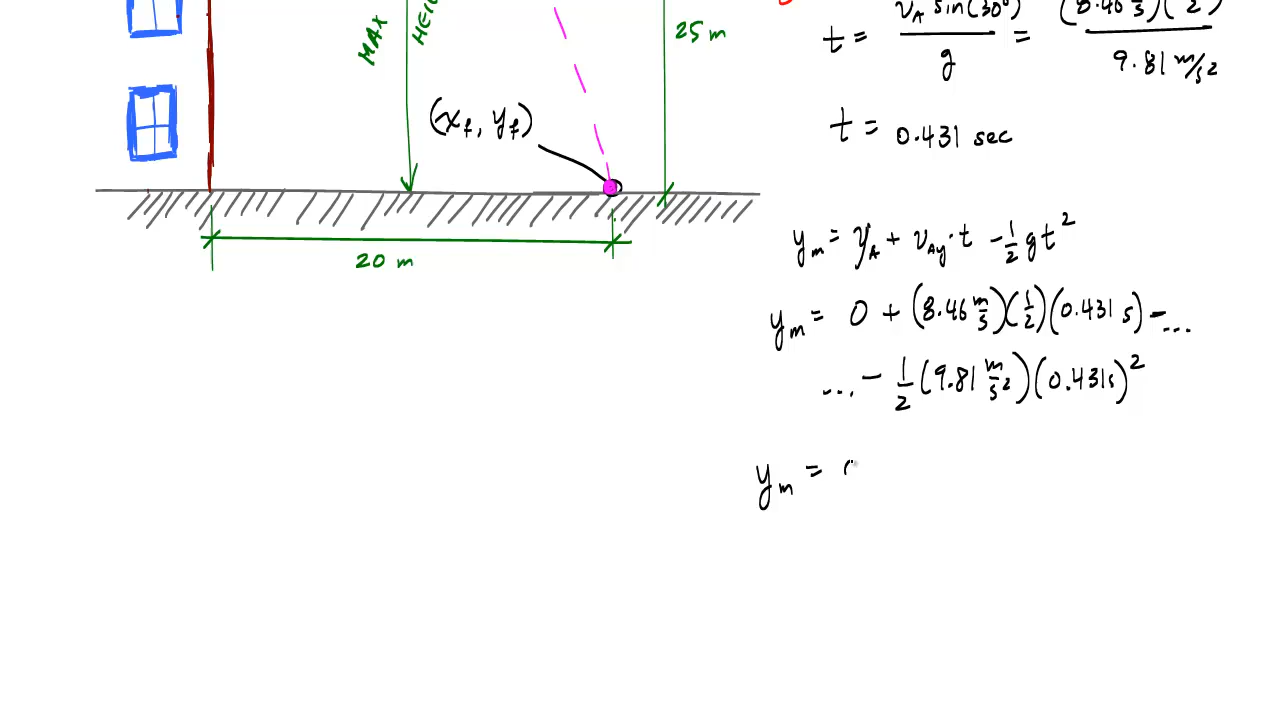 MAX
HEIG
25 m
(x_f, y_f)
20 m
t = v_A sin(30°) / g = (8.46 m/s)(1/2) / 9.81 m/s²
t = 0.431 sec
y_m = y_A + v_Ay · t - 1/2 g t²
y_m = 0 + (8.46 m/s)(1/2)(0.431 s) - ...
... - 1/2 (9.81 m/s²)(0.431 s)²
y_m =